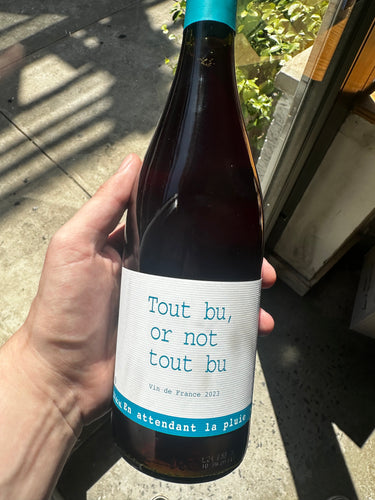 Tout bu,
or not
tout bu
Vin de France 2023
En attendant la pluie